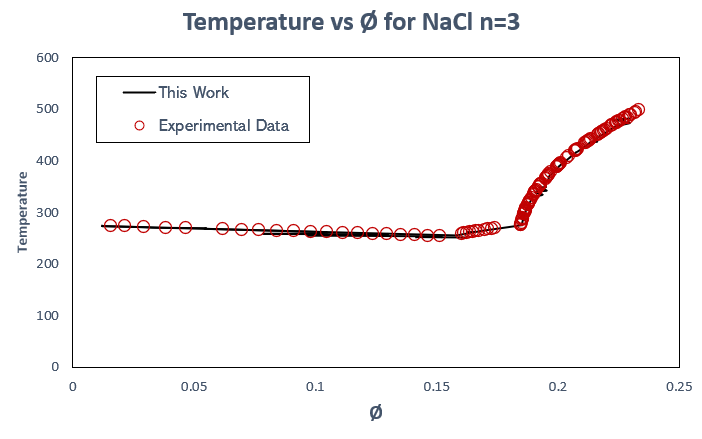 Temperature vs Ø for NaCl n=3
600
500
400
300
200
100
0
Temperature
This Work
Experimental Data
0 0.05 0.1 0.15 0.2 0.25
Ø